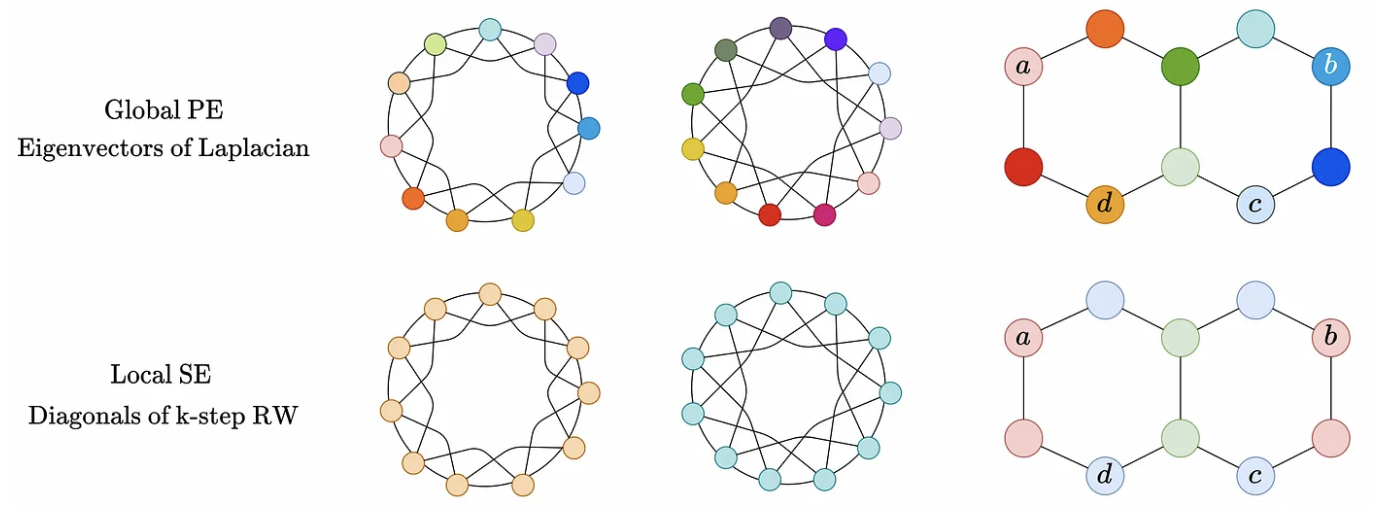 Global PE
Eigenvectors of Laplacian
a
b
d
c
Local SE
Diagonals of k-step RW
a
b
d
c